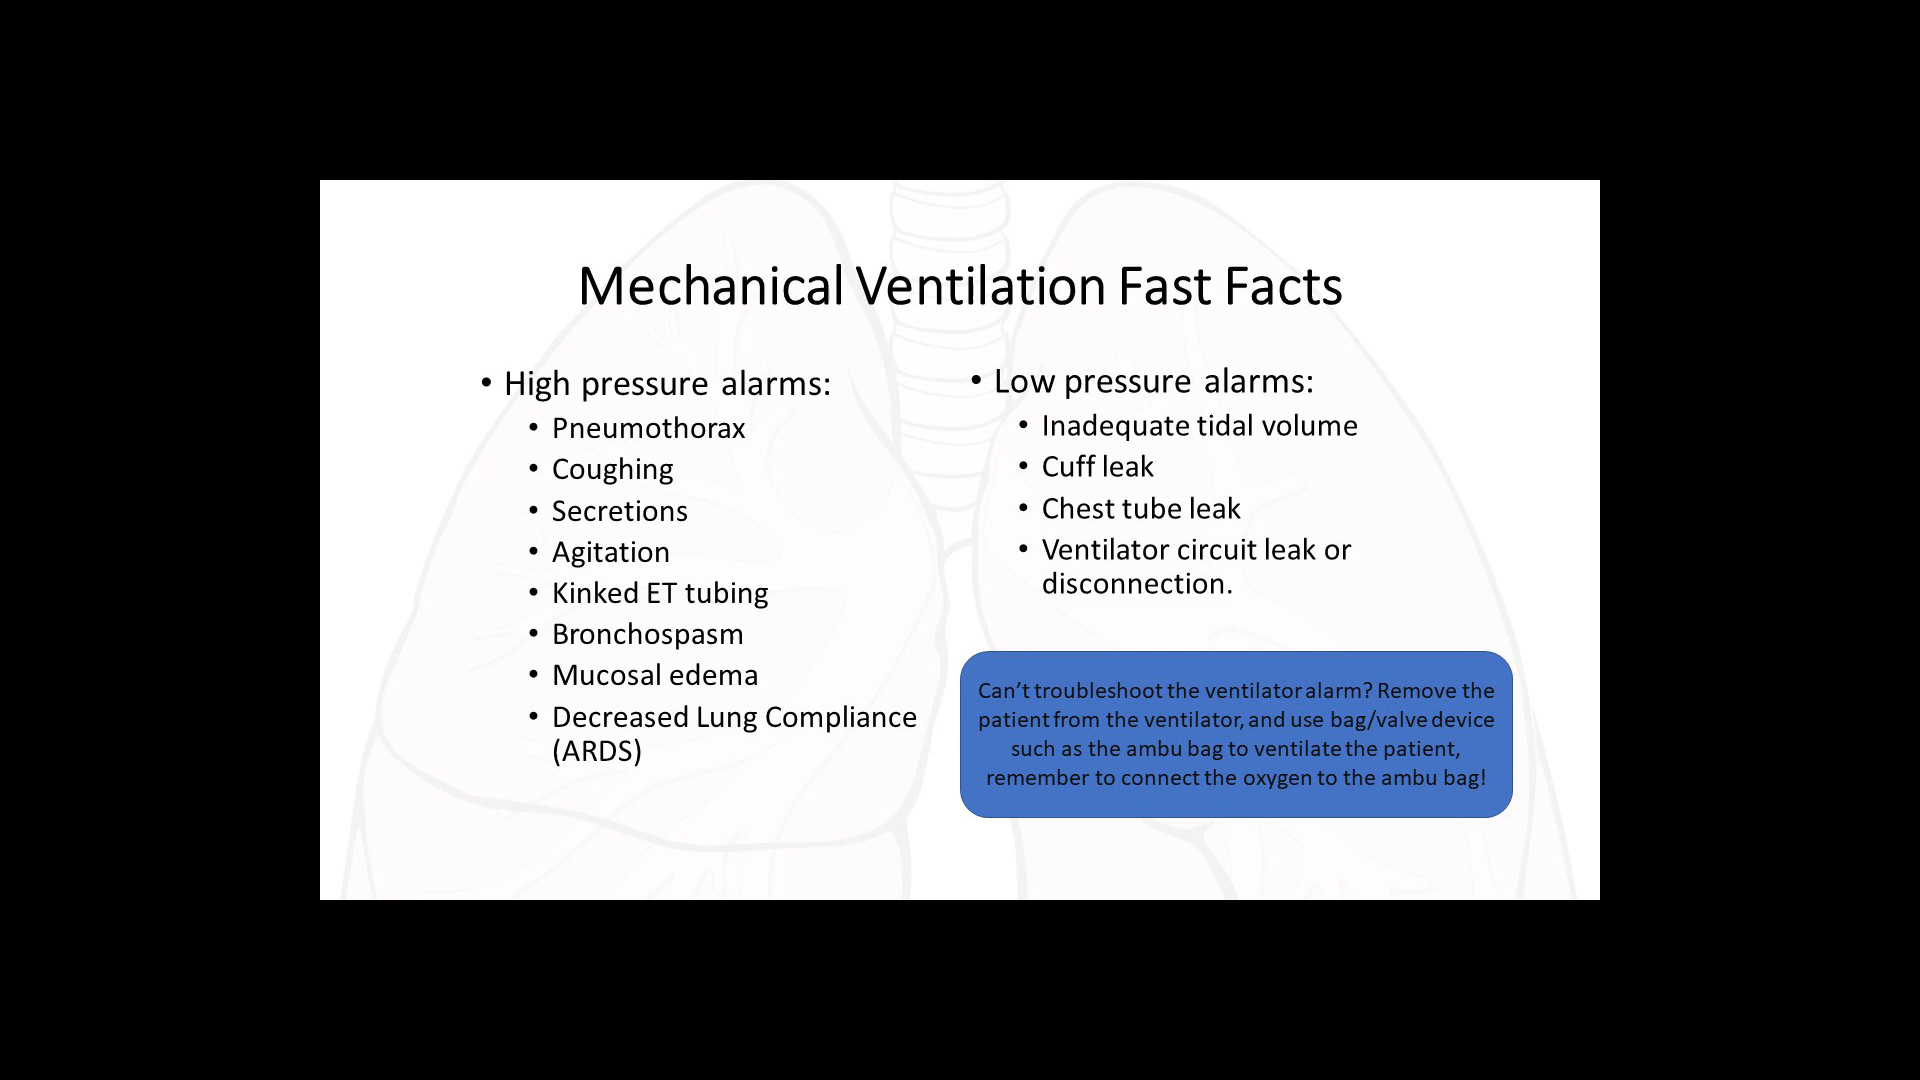 Mechanical Ventilation Fast Facts
• High pressure alarms:
• Pneumothorax
• Coughing
• Secretions
• Agitation
• Kinked ET tubing
• Bronchospasm
• Mucosal edema
• Decreased Lung Compliance
(ARDS)
• Low pressure alarms:
• Inadequate tidal volume
• Cuff leak
• Chest tube leak
• Ventilator circuit leak or
disconnection.
Can’t troubleshoot the ventilator alarm? Remove the
patient from the ventilator, and use bag/valve device
such as the ambu bag to ventilate the patient,
remember to connect the oxygen to the ambu bag!